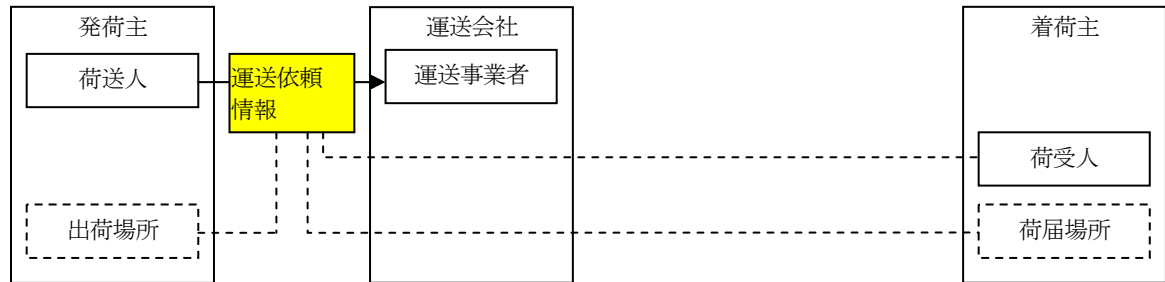 発荷主
運送会社
着荷主
荷送人
運送依頼
情報
運送事業者
荷受人
出荷場所
荷届場所